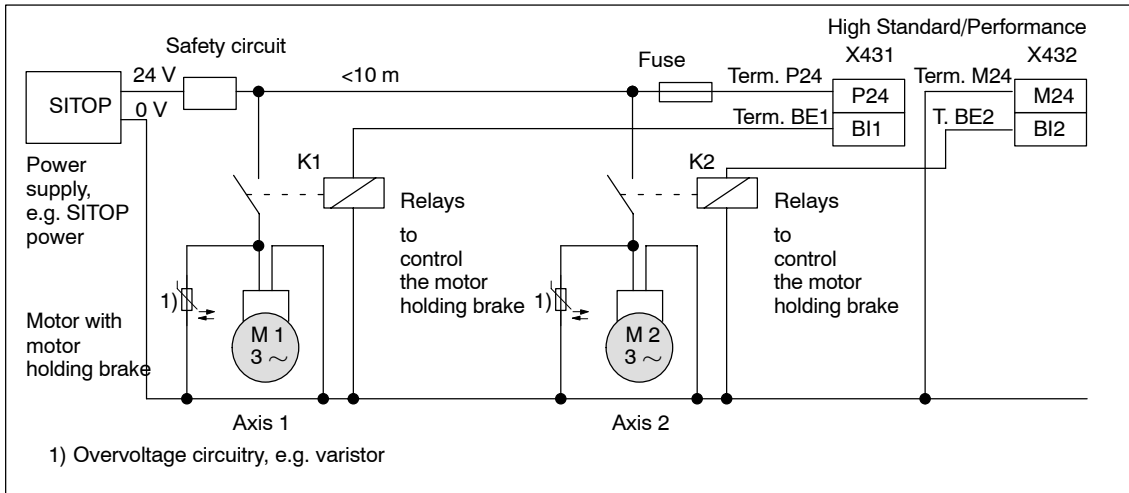 High Standard/Performance
Safety circuit
X431
X432
24 V
<10 m
Fuse
Term. P24
Term. M24
SITOP
P24
M24
0 V
Term. BE1
T. BE2
BI1
BI2
Power
supply,
e.g. SITOP
power
K1
K2
Relays
to
control
the motor
holding brake
Relays
to
control
the motor
holding brake
1)
1)
Motor with
motor
holding brake
M 1
3 ~
M 2
3 ~
Axis 1
Axis 2
1) Overvoltage circuitry, e.g. varistor